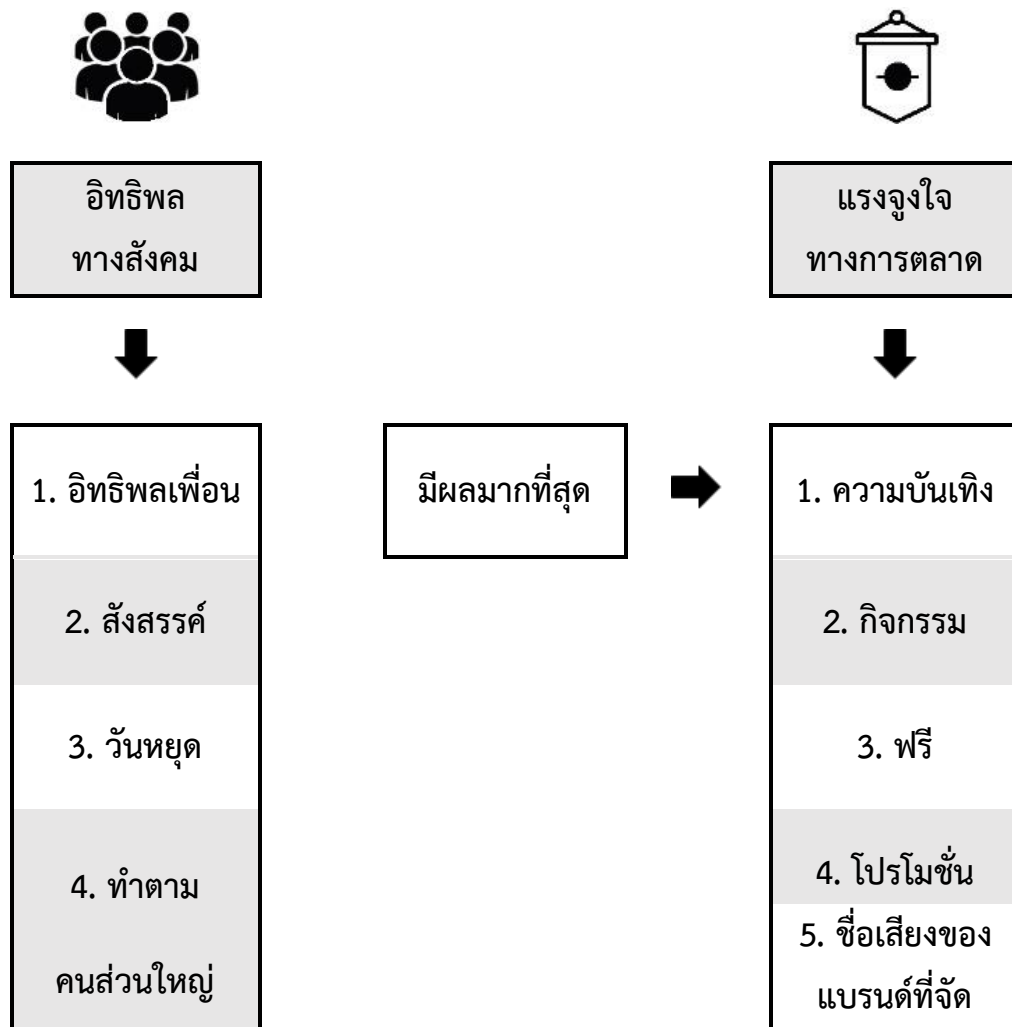 อิทธิพล
ทางสังคม
แรงจูงใจ
ทางการตลาด
1. อิทธิพลเพื่อน
มีผลมากที่สุด
1. ความบันเทิง
2. สังสรรค์
2. กิจกรรม
3. วันหยุด
3. ฟรี
4. ทำตาม
คนส่วนใหญ่
4. โปรโมชั่น
5. ชื่อเสียงของ
แบรนด์ที่จัด